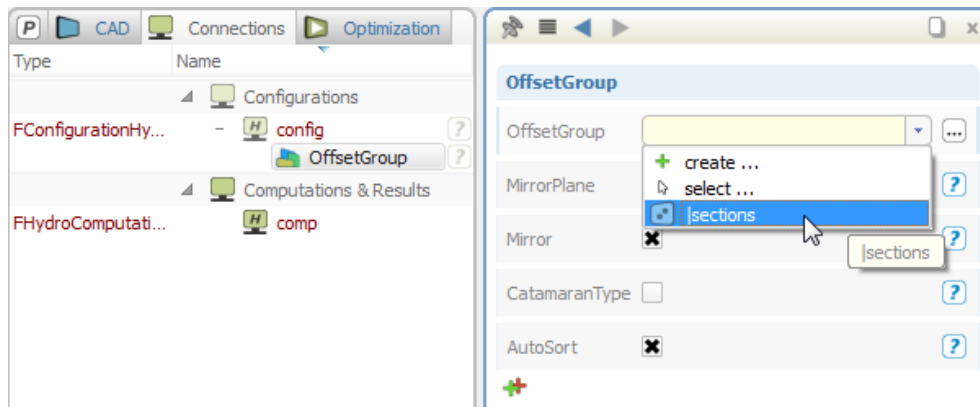 P CAD Connections Optimization
Type Name
Configurations
FConfigurationHy... H config ?
OffsetGroup ?
Computations & Results
FHydroComputati... H comp
OffsetGroup
OffsetGroup ...
create ...
MirrorPlane select ... ?
|sections
Mirror ?
|sections
CatamaranType ?
AutoSort ?